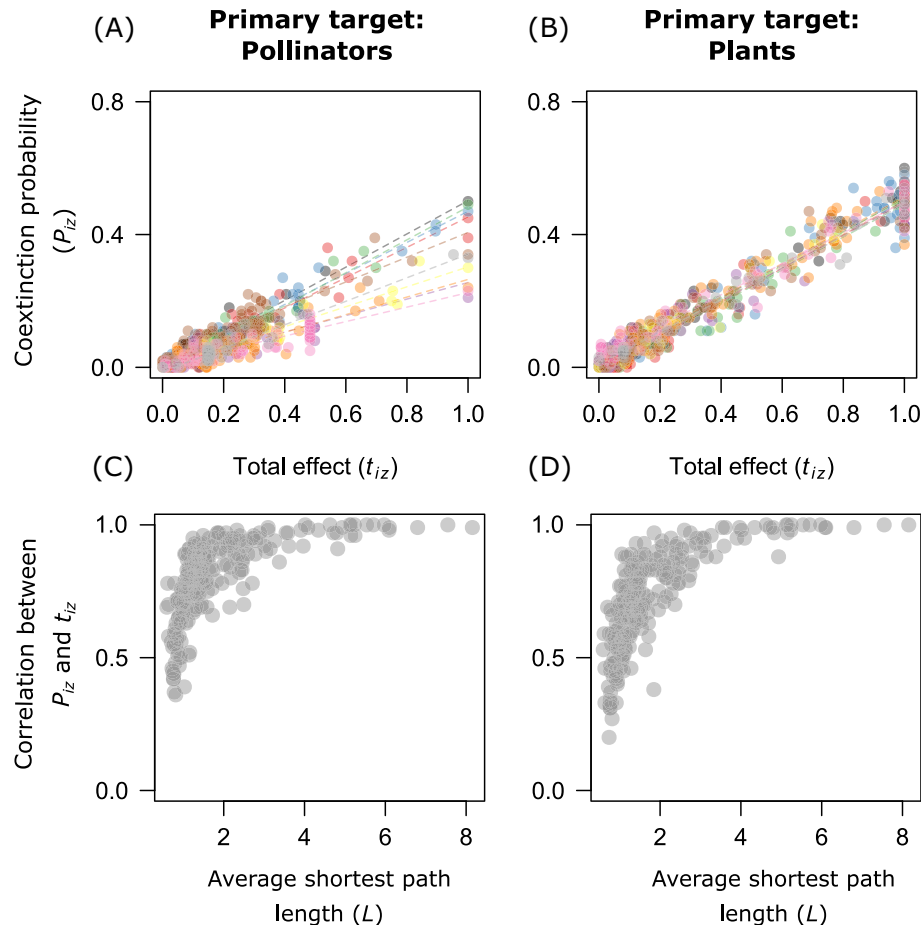 (A)
Primary target:
Pollinators
(B)
Primary target:
Plants
Coextinction probability
(Piz)
0.8
0.4
0.0
0.0 0.2 0.4 0.6 0.8 1.0
Total effect (tiz)
0.8
0.4
0.0
0.0 0.2 0.4 0.6 0.8 1.0
Total effect (tiz)
(C)
Correlation between
Piz and tiz
1.0
0.5
0.0
2 4 6 8
Average shortest path
length (L)
(D)
1.0
0.5
0.0
2 4 6 8
Average shortest path
length (L)